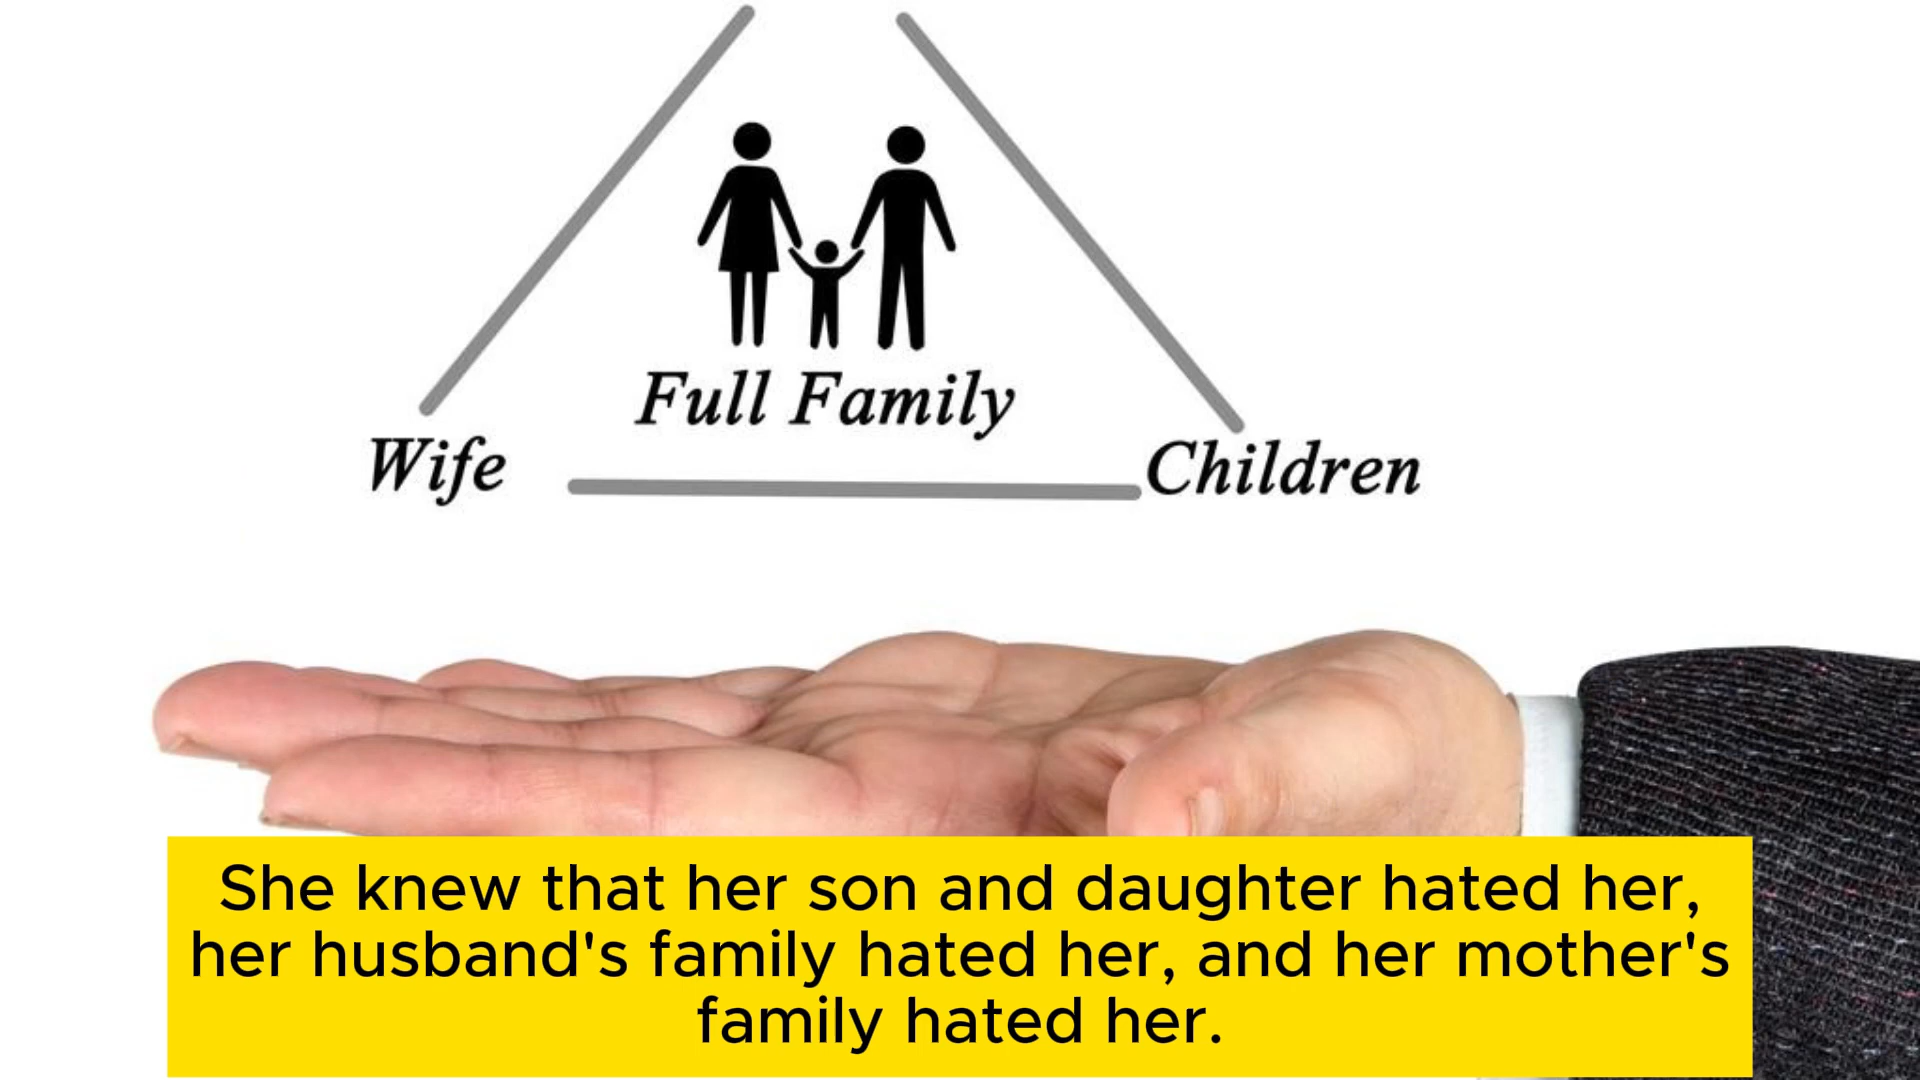 Full Family
Wife
Children
She knew that her son and daughter hated her,
her husband's family hated her, and her mother's
family hated her.